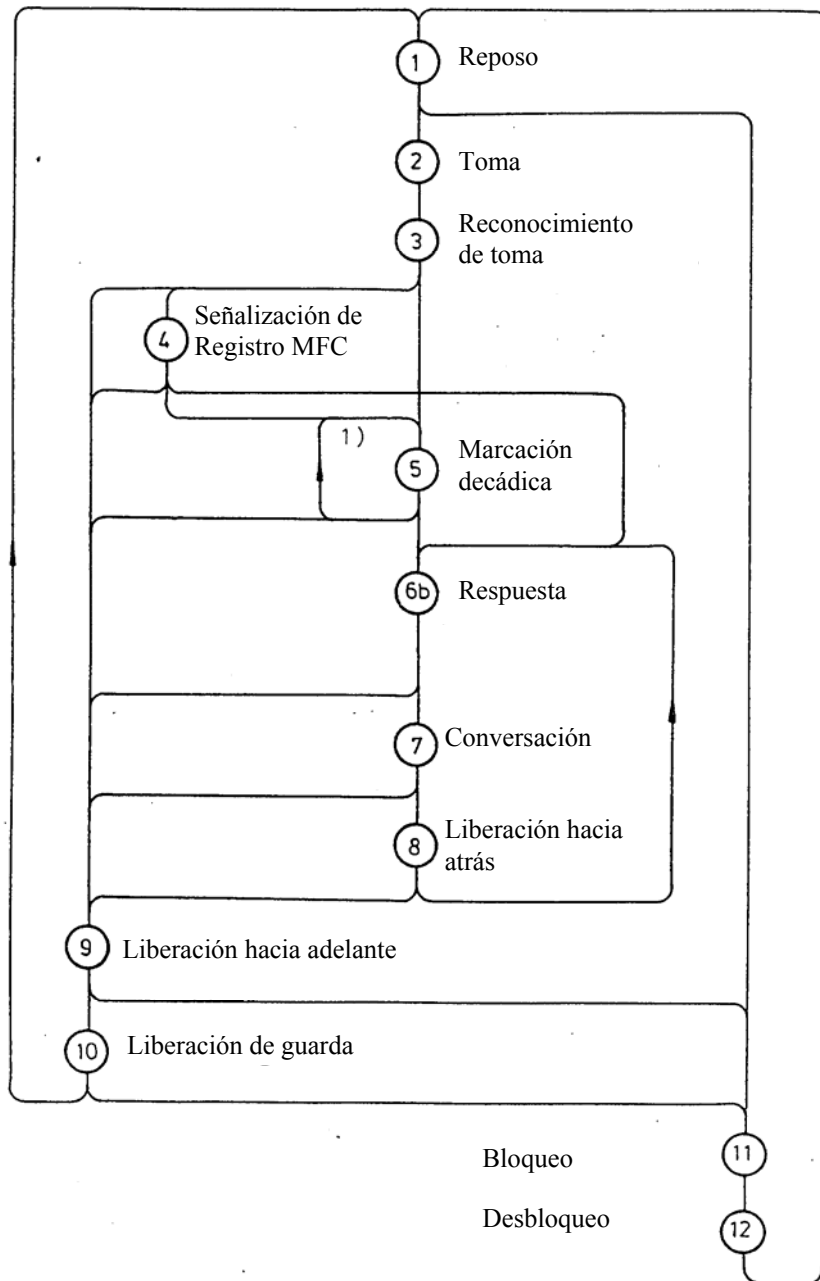 1 Reposo
2 Toma
3 Reconocimiento
de toma
4 Señalización de
Registro MFC
1)
5 Marcación
decádica
6b Respuesta
7 Conversación
8 Liberación hacia
atrás
9 Liberación hacia adelante
10 Liberación de guarda
Bloqueo 11
Desbloqueo 12